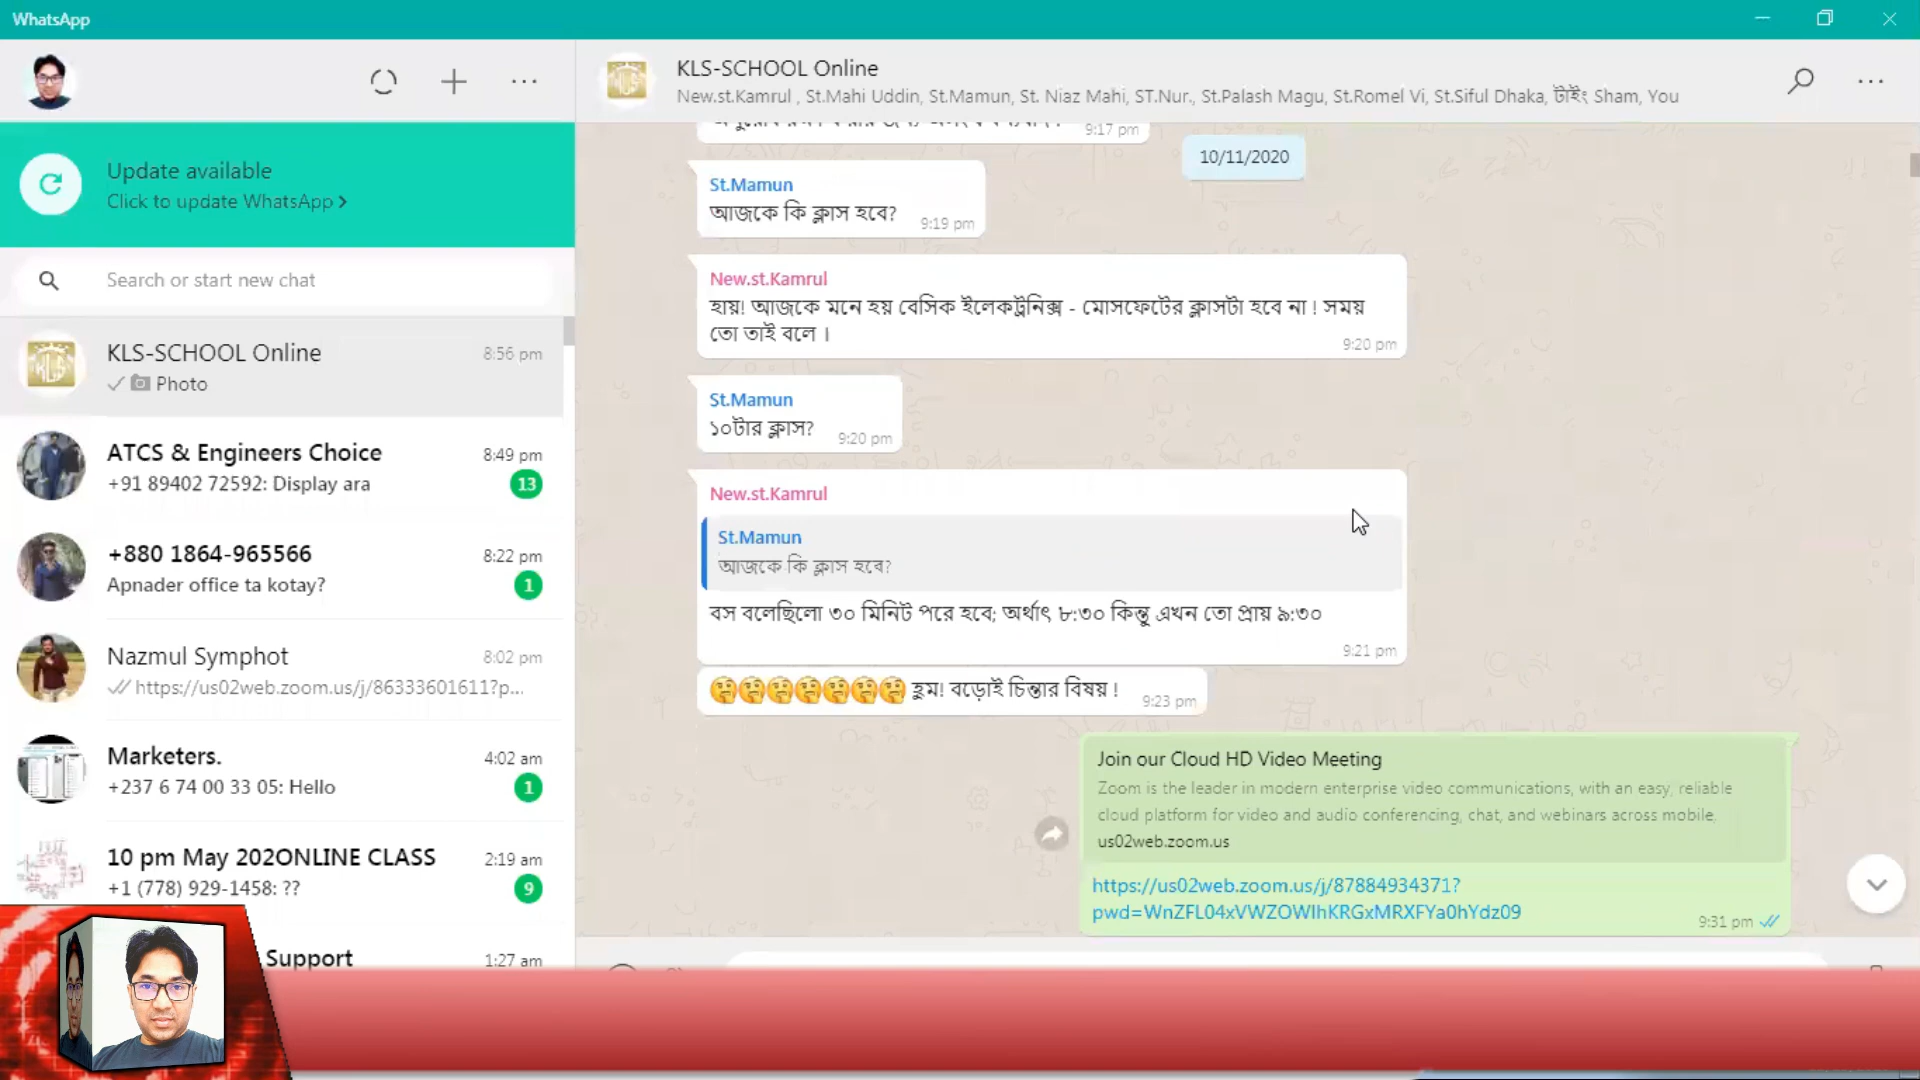 WhatsApp
Update available
Click to update WhatsApp
Search or start new chat
KLS-SCHOOL Online
8:56 pm
Photo
ATCS & Engineers Choice
8:49 pm
+91 89402 72592: Display ara
13
+880 1864-965566
8:22 pm
Apnader office ta kotay?
1
Nazmul Symphot
8:02 pm
https://us02web.zoom.us/j/86333601611?p...
Marketers.
4:02 am
+237 6 74 00 33 05: Hello
1
10 pm May 202ONLINE CLASS
2:19 am
+1 (778) 929-1458: ??
9
Support
1:27 am
KLS-SCHOOL Online
New.st.Kamrul , St.Mahi Uddin, St.Mamun, St. Niaz Mahi, ST.Nur., St.Palash Magu, St.Romel Vi, St.Siful Dhaka, টাইং Sham, You
9:17 pm
10/11/2020
St.Mamun
আজকে কি ক্লাস হবে?
9:19 pm
New.st.Kamrul
হায়! আজকে মনে হয় বেসিক ইলেকট্রনিক্স - মোসফেটের ক্লাসটা হবে না ! সময়
তো তাই বলে ।
9:20 pm
St.Mamun
১০টার ক্লাস?
9:20 pm
New.st.Kamrul
St.Mamun
আজকে কি ক্লাস হবে?
বস বলেছিলো ৩০ মিনিট পরে হবে; অর্থাৎ ৮:৩০ কিন্তু এখন তো প্রায় ৯:৩০
9:21 pm
হুম! বড়োই চিন্তার বিষয় !
9:23 pm
Join our Cloud HD Video Meeting
Zoom is the leader in modern enterprise video communications, with an easy, reliable
cloud platform for video and audio conferencing, chat, and webinars across mobile,
us02web.zoom.us
https://us02web.zoom.us/j/87884934371?
pwd=WnZFL04xVWZOWlhKRGxMRXFYa0hYdz09
9:31 pm